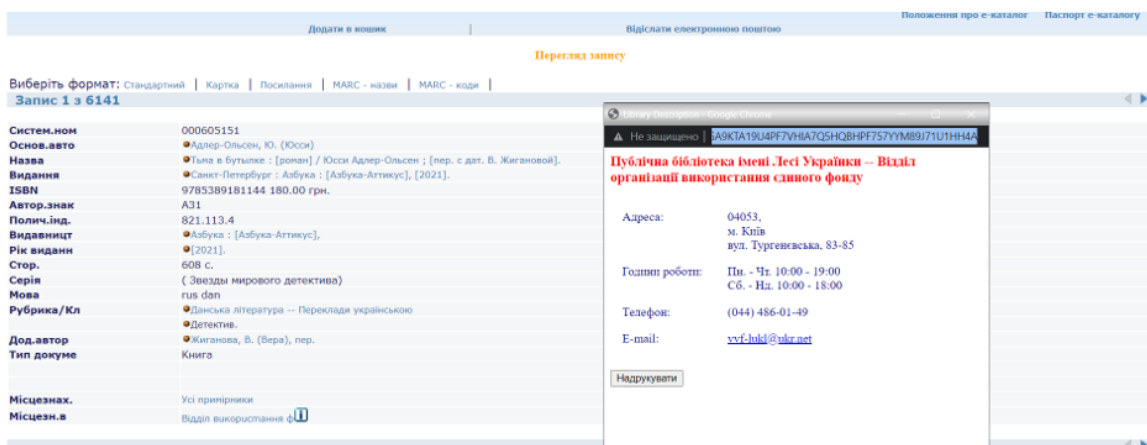 Положення про е-каталог Паспорт е-каталогу
Додати в кошик | Відіслати електронною поштою
Перегляд запису
Виберіть формат: Стандартний | Картка | Посилання | MARC - назви | MARC - коди |
Запис 1 з 6141
Систем.ном 000605151
Основ.авто Адлер-Ольсен, Ю. (Юсси)
Назва Тьма в бутылке : [роман] / Юсси Адлер-Ольсен ; [пер. с дат. В. Жигановой].
Видання Санкт-Петербург : Азбука : [Азбука-Аттикус], [2021].
ISBN 9785389181144 180.00 грн.
Автор.знак А31
Полич.інд. 821.113.4
Видавницт Азбука : [Азбука-Аттикус],
Рік виданн [2021].
Стор. 608 с.
Серія ( Звезды мирового детектива)
Мова rus dan
Рубрика/Кл Данська література -- Переклади українською
Детектив.
Дод.автор Жиганова, В. (Вера), пер.
Тип докуме Книга
Місцезнах. Усі примірники
Місцезн.в Відділ використання ф
Library Description - Google Chrome
Не защищено |
Публічна бібліотека імені Лесі Українки -- Відділ
організації використання єдиного фонду
Адреса: 04053,
м. Київ
вул. Тургенєвська, 83-85
Години роботи: Пн. - Чт. 10:00 - 19:00
Сб. - Нд. 10:00 - 18:00
Телефон: (044) 486-01-49
E-mail: vvf-lukl@ukr.net
Надрукувати